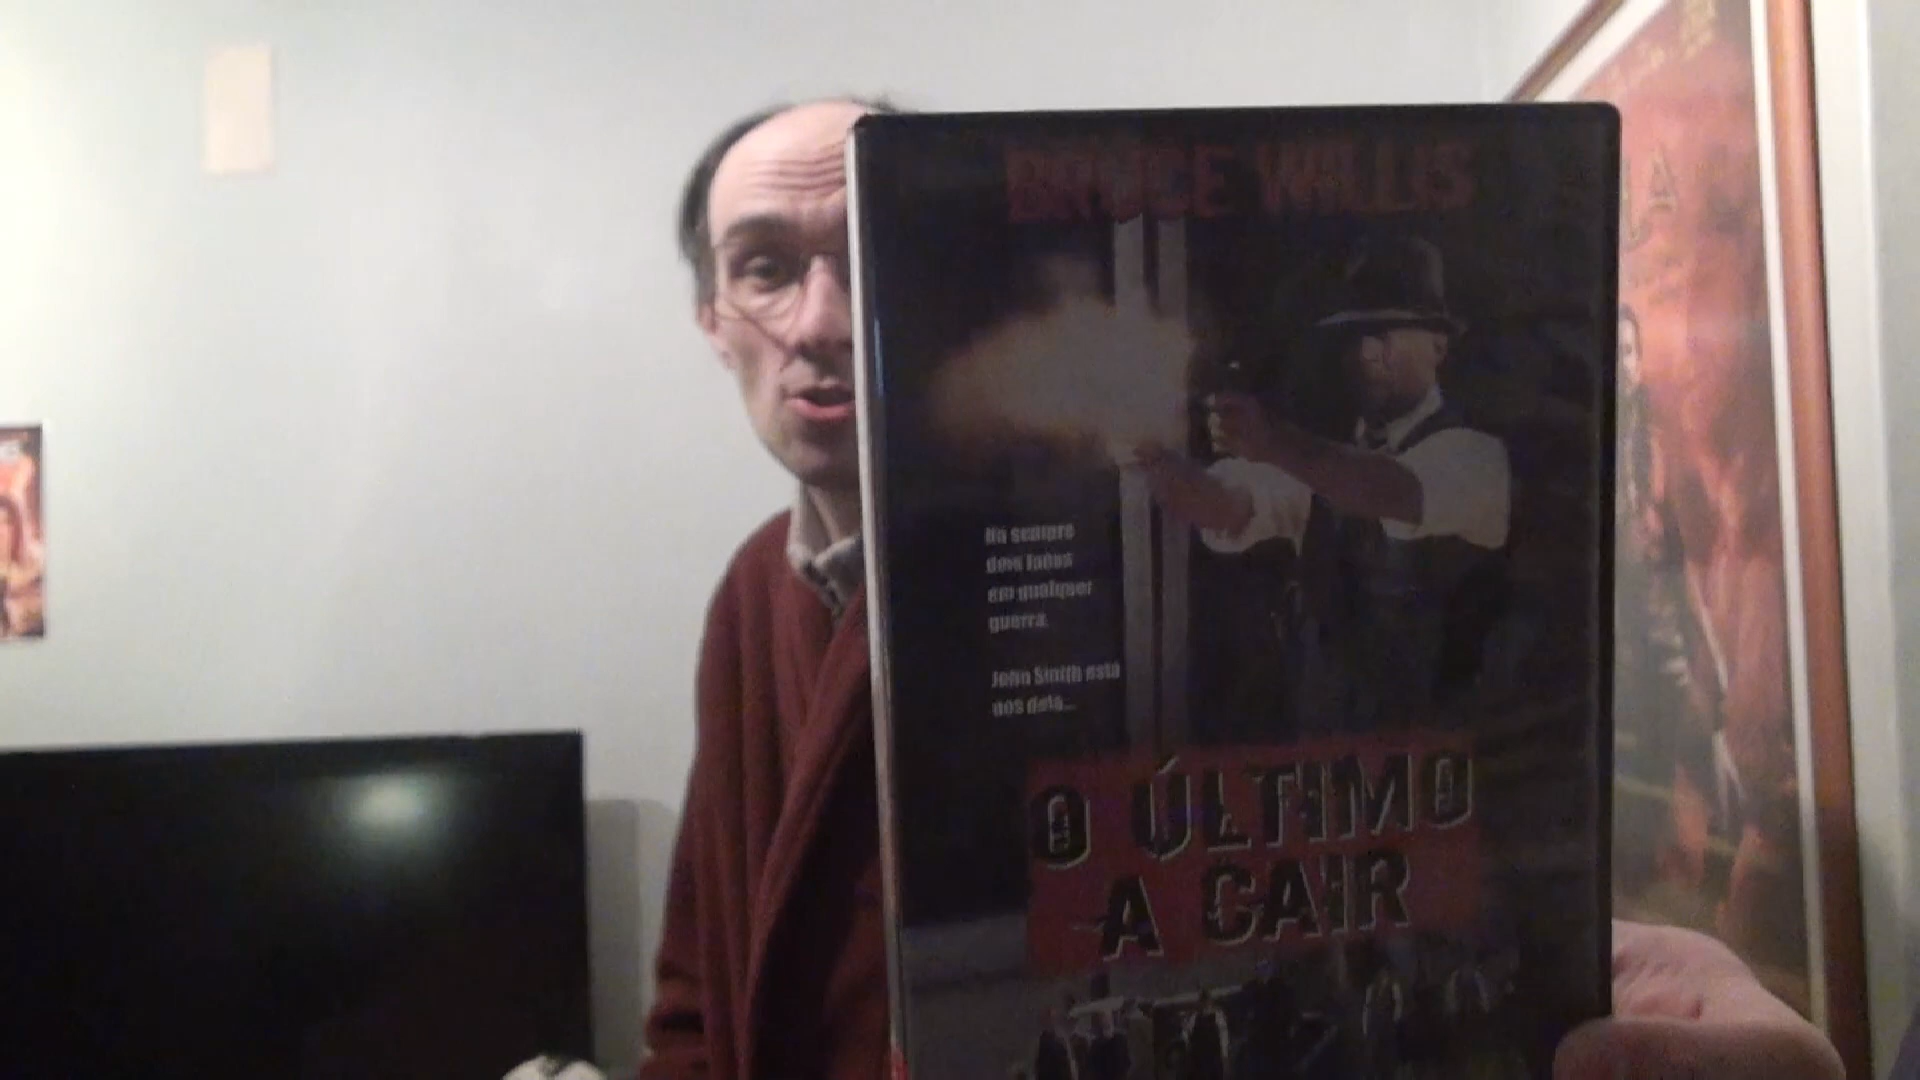 BRUCE WILLIS
Há sempre
dois lados
em qualquer
guerra.
John Smith está
nos dois...
O ÚLTIMO
A CAIR